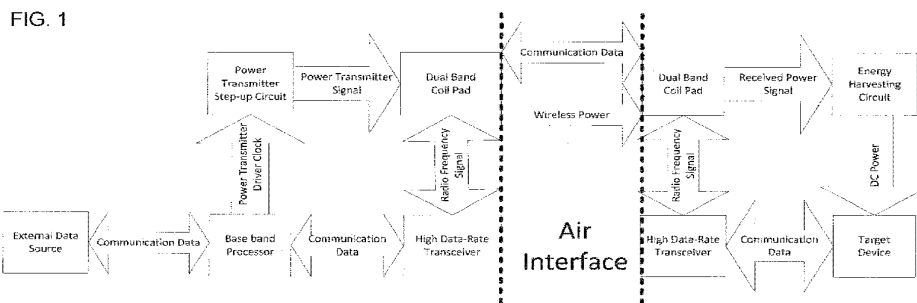 FIG. 1
Communication Data
Power
Transmitter
Step-up Circuit
Power Transmitter
Signal
Dual Band
Coil Pad
Dual Band
Coil Pad
Received Power
Signal
Energy
Harvesting
Circuit
Wireless Power
Power Transmitter
Driver Clock
Radio Frequency
Signal
Radio Frequency
Signal
DC Power
External Data
Source
Communication Data
Base band
Processor
Communication
Data
High Data-Rate
Transceiver
Air
Interface
High Data-Rate
Transceiver
Communication
Data
Target
Device